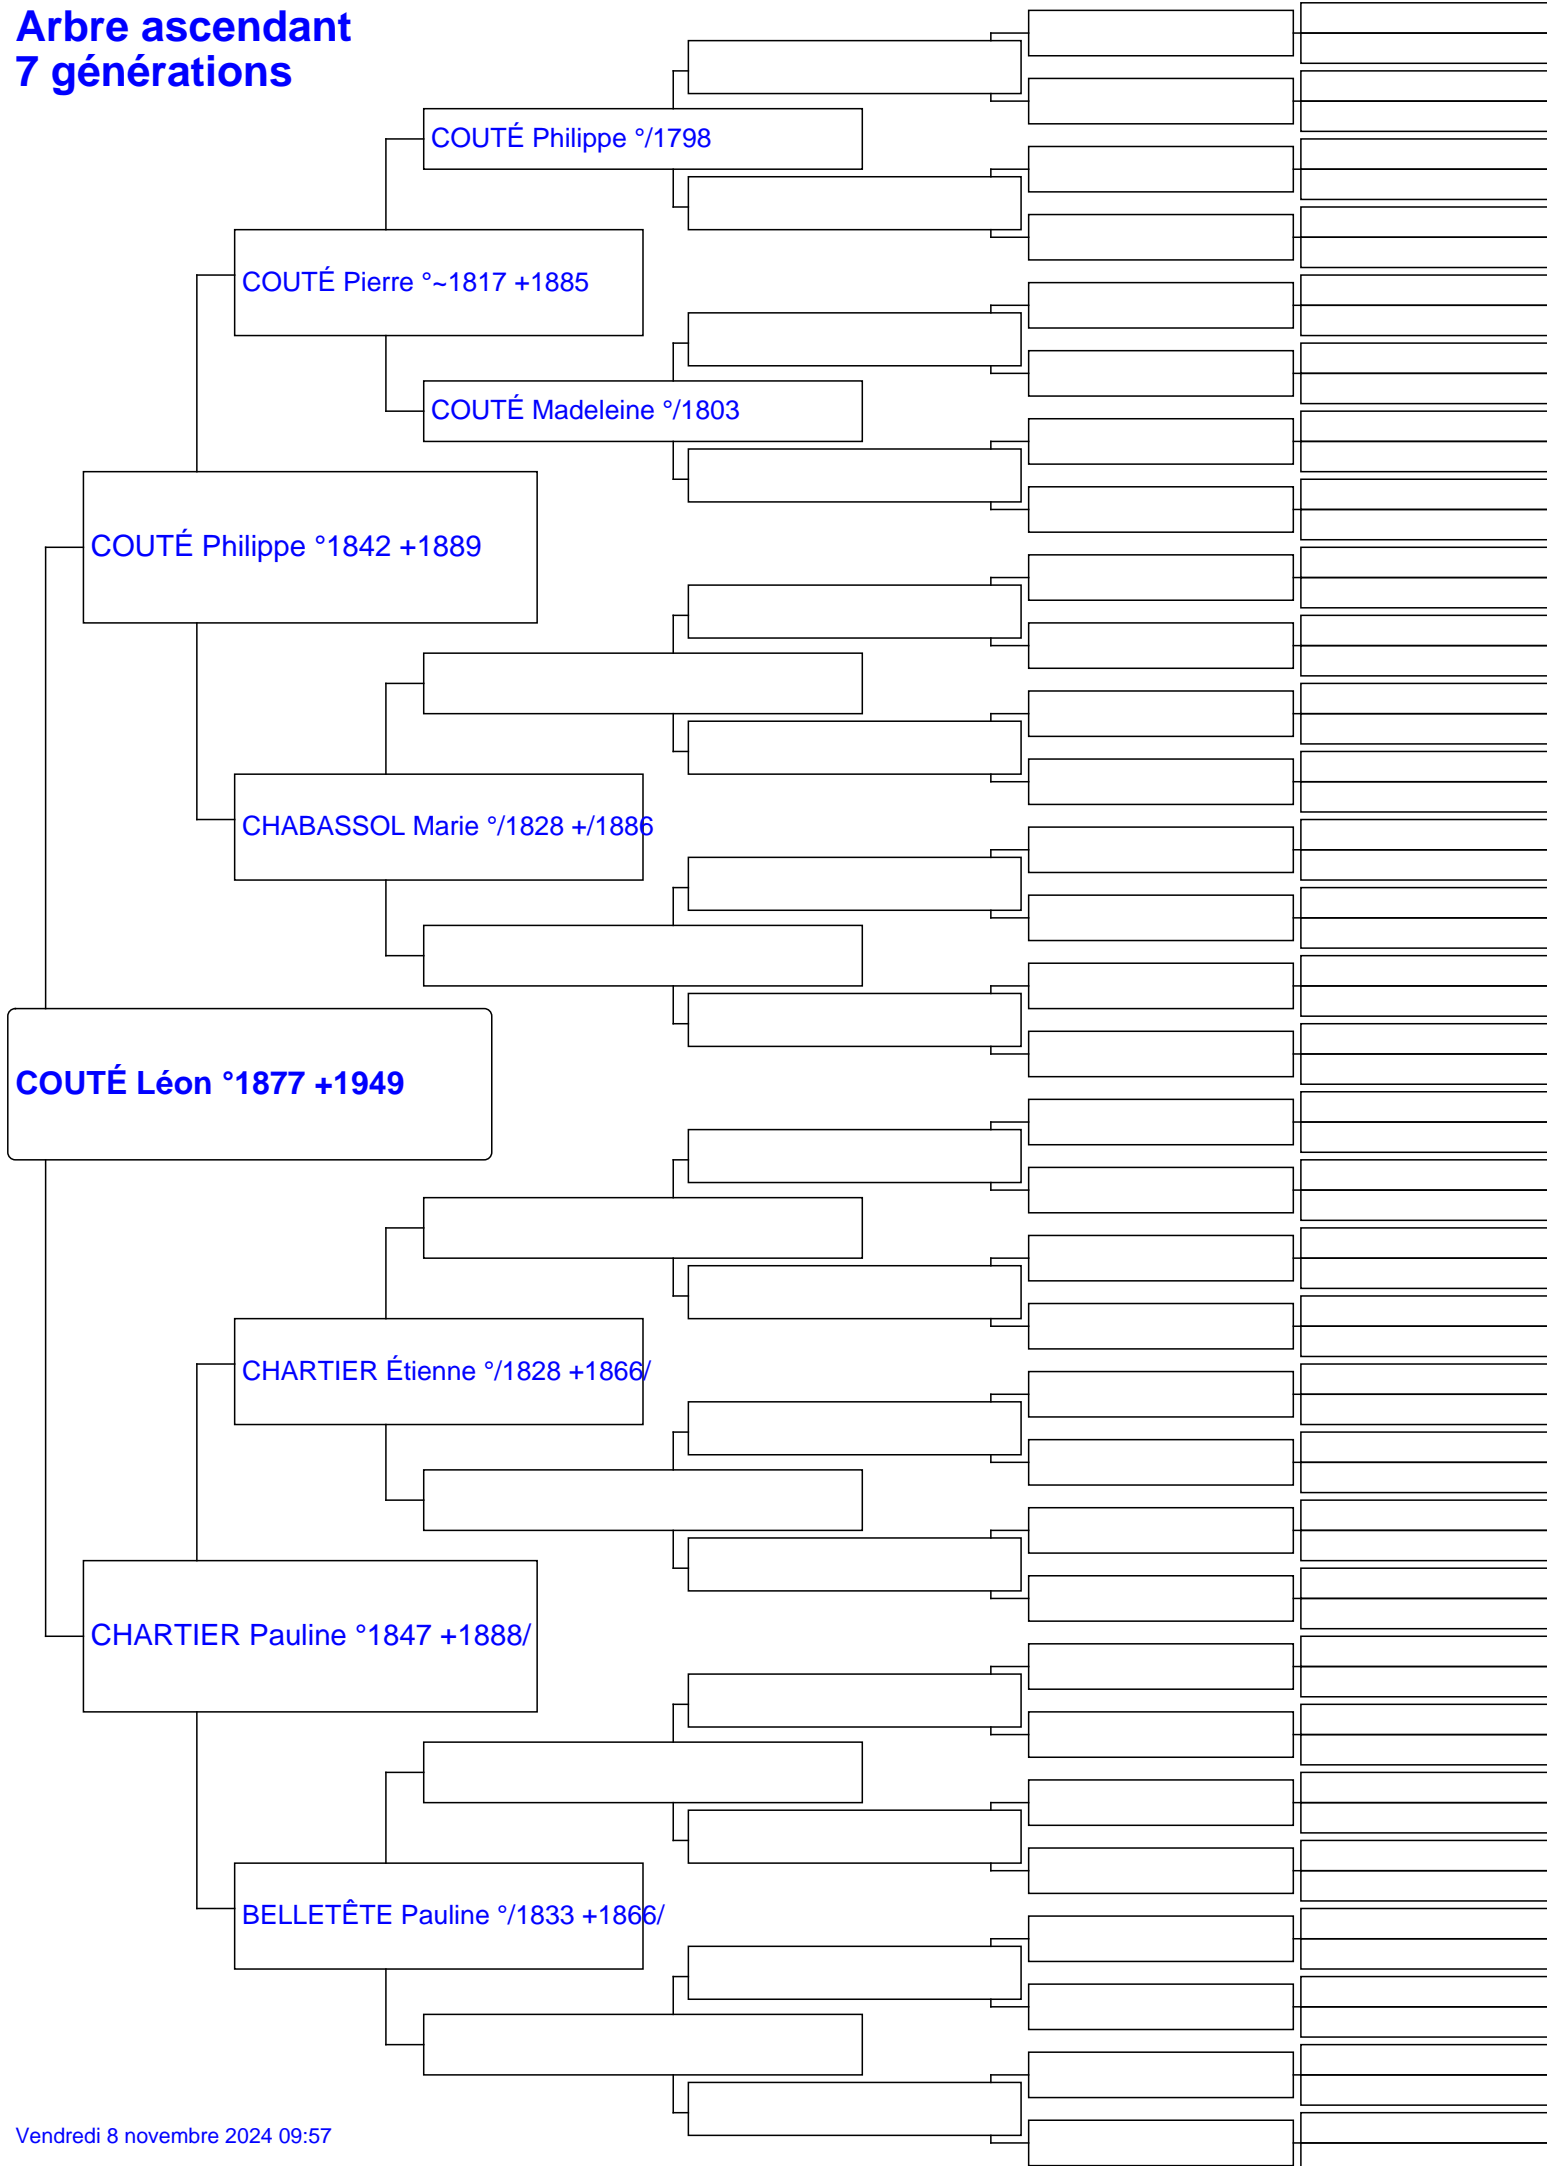 Arbre ascendant
7 générations
COUTÉ Philippe °/1798
COUTÉ Pierre °~1817 +1885
COUTÉ Madeleine °/1803
COUTÉ Philippe °1842 +1889
CHABASSOL Marie °/1828 +/1886
COUTÉ Léon °1877 +1949
CHARTIER Étienne °/1828 +1866/
CHARTIER Pauline °1847 +1888/
BELLETÊTE Pauline °/1833 +1866/
Vendredi 8 novembre 2024 09:57